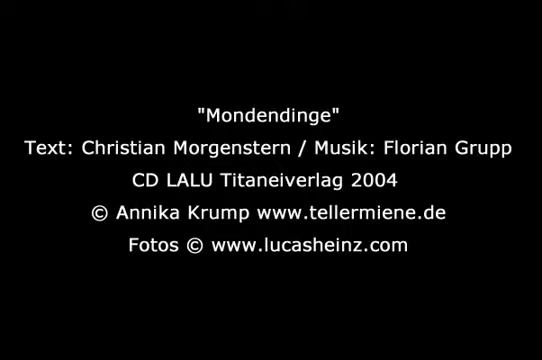 "Mondendinge"
Text: Christian Morgenstern / Musik: Florian Grupp
CD LALU Titaneiverlag 2004
© Annika Krump www.tellermiene.de
Fotos © www.lucasheinz.com